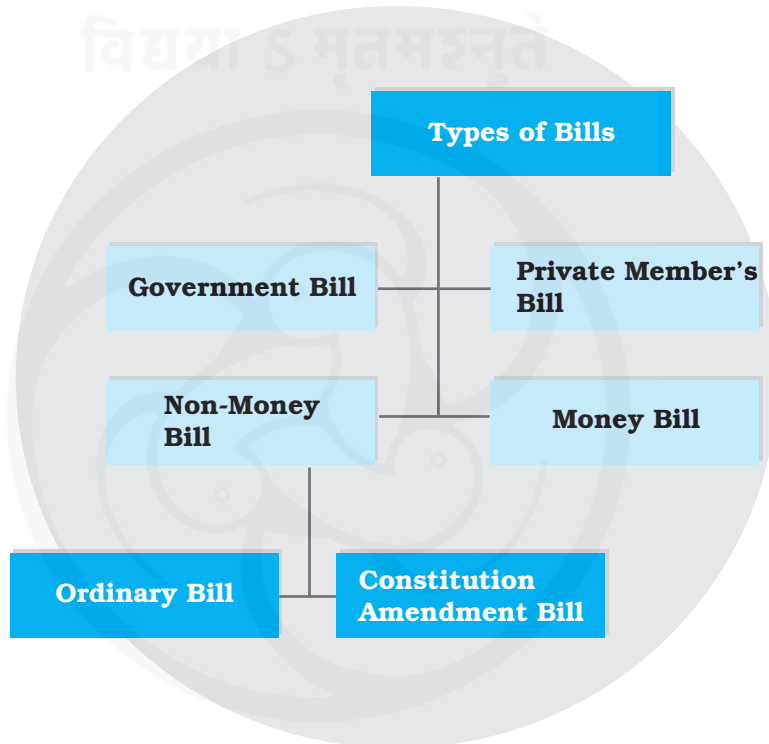 विद्यया ऽ मृतमश्नुते
Types of Bills
Government Bill
Private Member’s
Bill
Non-Money
Bill
Money Bill
Ordinary Bill
Constitution
Amendment Bill